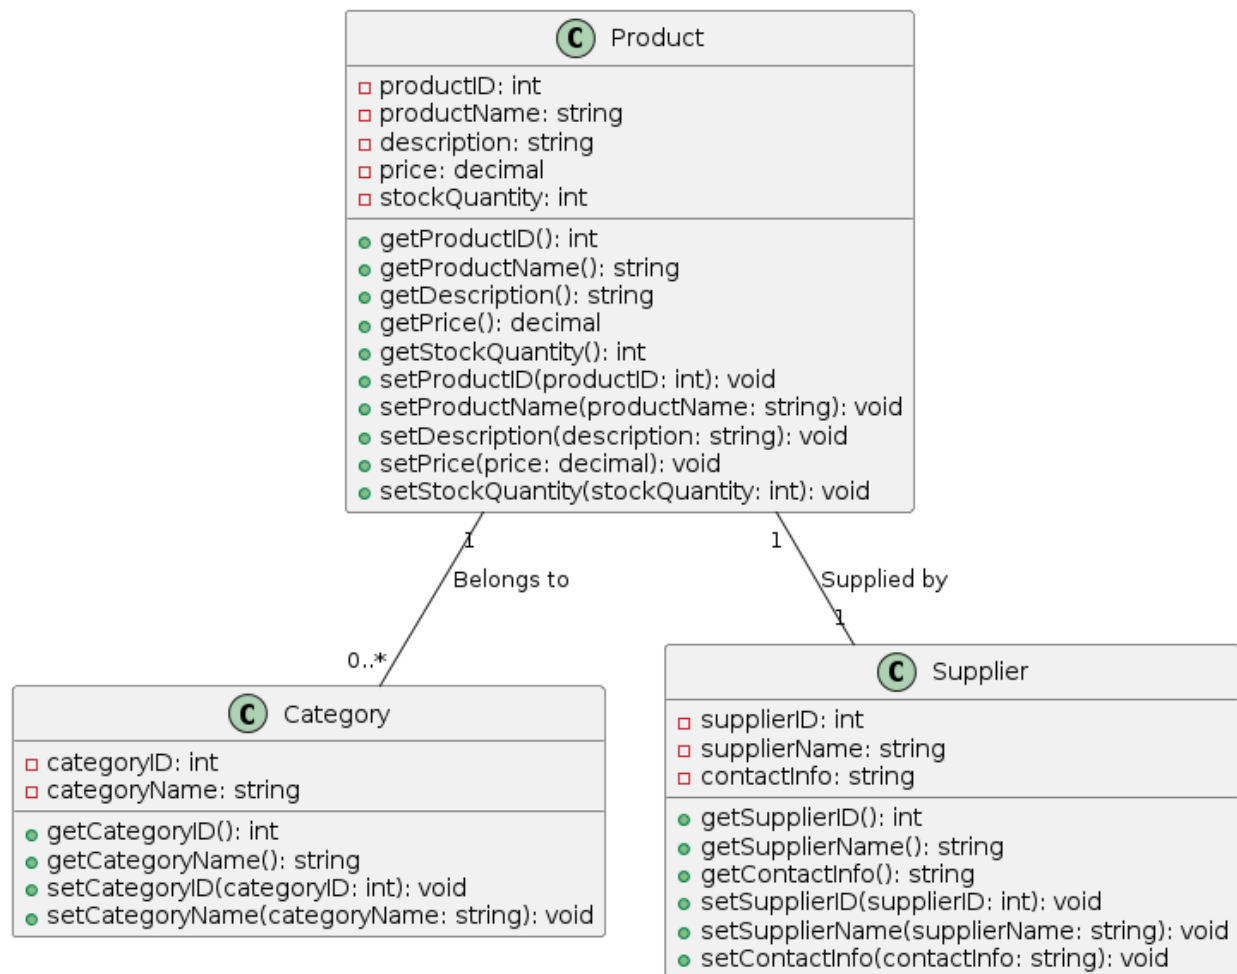 C Product
productID: int
productName: string
description: string
price: decimal
stockQuantity: int
getProductID(): int
getProductName(): string
getDescription(): string
getPrice(): decimal
getStockQuantity(): int
setProductID(productID: int): void
setProductName(productName: string): void
setDescription(description: string): void
setPrice(price: decimal): void
setStockQuantity(stockQuantity: int): void
1
Belongs to
0..*
1
Supplied by
1
C Category
categoryID: int
categoryName: string
getCategoryID(): int
getCategoryName(): string
setCategoryID(categoryID: int): void
setCategoryName(categoryName: string): void
C Supplier
supplierID: int
supplierName: string
contactInfo: string
getSupplierID(): int
getSupplierName(): string
getContactInfo(): string
setSupplierID(supplierID: int): void
setSupplierName(supplierName: string): void
setContactInfo(contactInfo: string): void